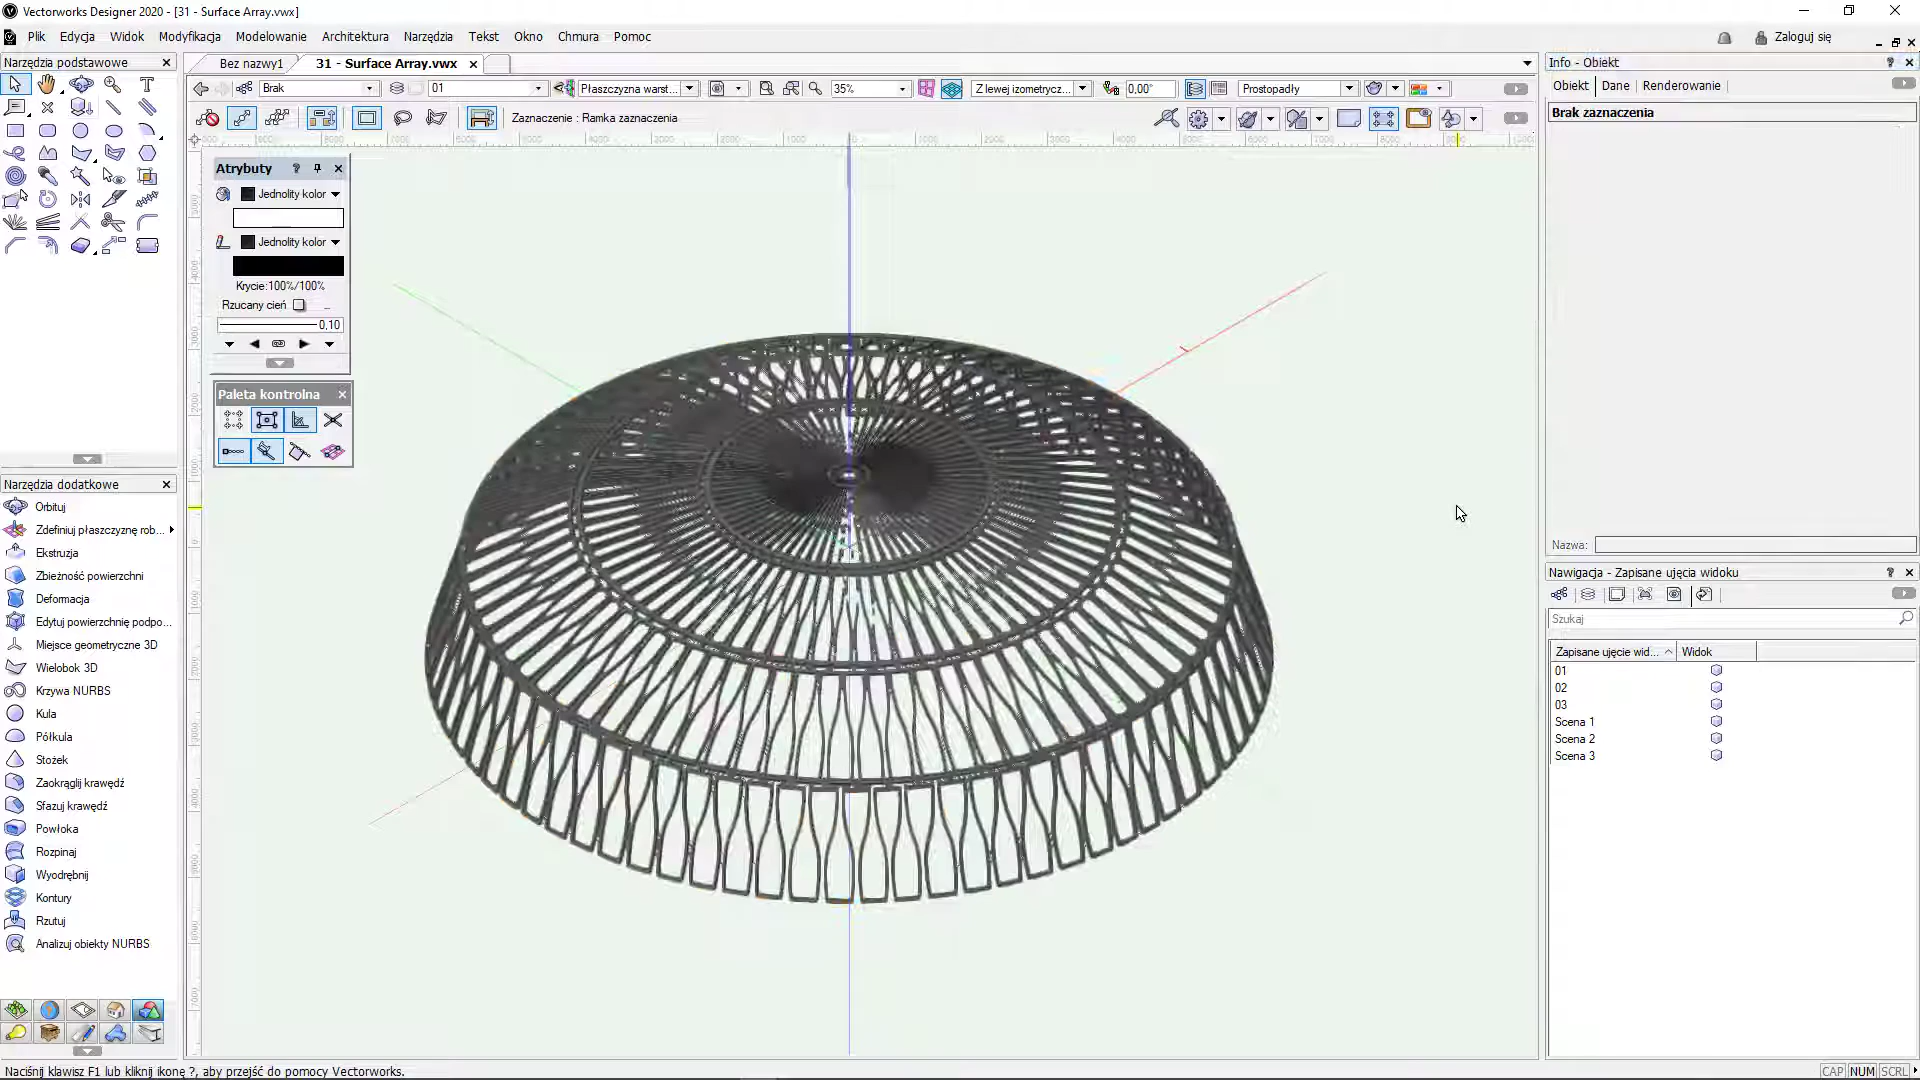 Vectorworks Designer 2020 - [31 - Surface Array.vwx]
Plik Edycja Widok Modyfikacja Modelowanie Architektura Narzędzia Tekst Okno Chmura Pomoc
Zaloguj się
Narzędzia podstawowe
Bez nazwy1
31 - Surface Array.vwx
Brak
01
Płaszczyzna warst...
35%
Z lewej izometrycz...
0,00°
Prostopadły
Zaznaczenie : Ramka zaznaczenia
Atrybuty
Jednolity kolor
Jednolity kolor
Krycie:100%/100%
Rzucany cień
0,10
Paleta kontrolna
Narzędzia dodatkowe
Orbituj
Zdefiniuj płaszczyznę rob...
Ekstruzja
Zbieżność powierzchni
Deformacja
Edytuj powierzchnię podpo...
Miejsce geometryczne 3D
Wielobok 3D
Krzywa NURBS
Kula
Półkula
Stożek
Zaokrąglij krawędź
Sfazuj krawędź
Powłoka
Rozpinaj
Wyodrębnij
Kontury
Rzutuj
Analizuj obiekty NURBS
Info - Obiekt
Obiekt Dane Renderowanie
Brak zaznaczenia
Nazwa:
Nawigacja - Zapisane ujęcia widoku
Szukaj
Zapisane ujęcie wid... Widok
01
02
03
Scena 1
Scena 2
Scena 3
Naciśnij klawisz F1 lub kliknij ikonę ?, aby przejść do pomocy Vectorworks.
CAP NUM SCRL